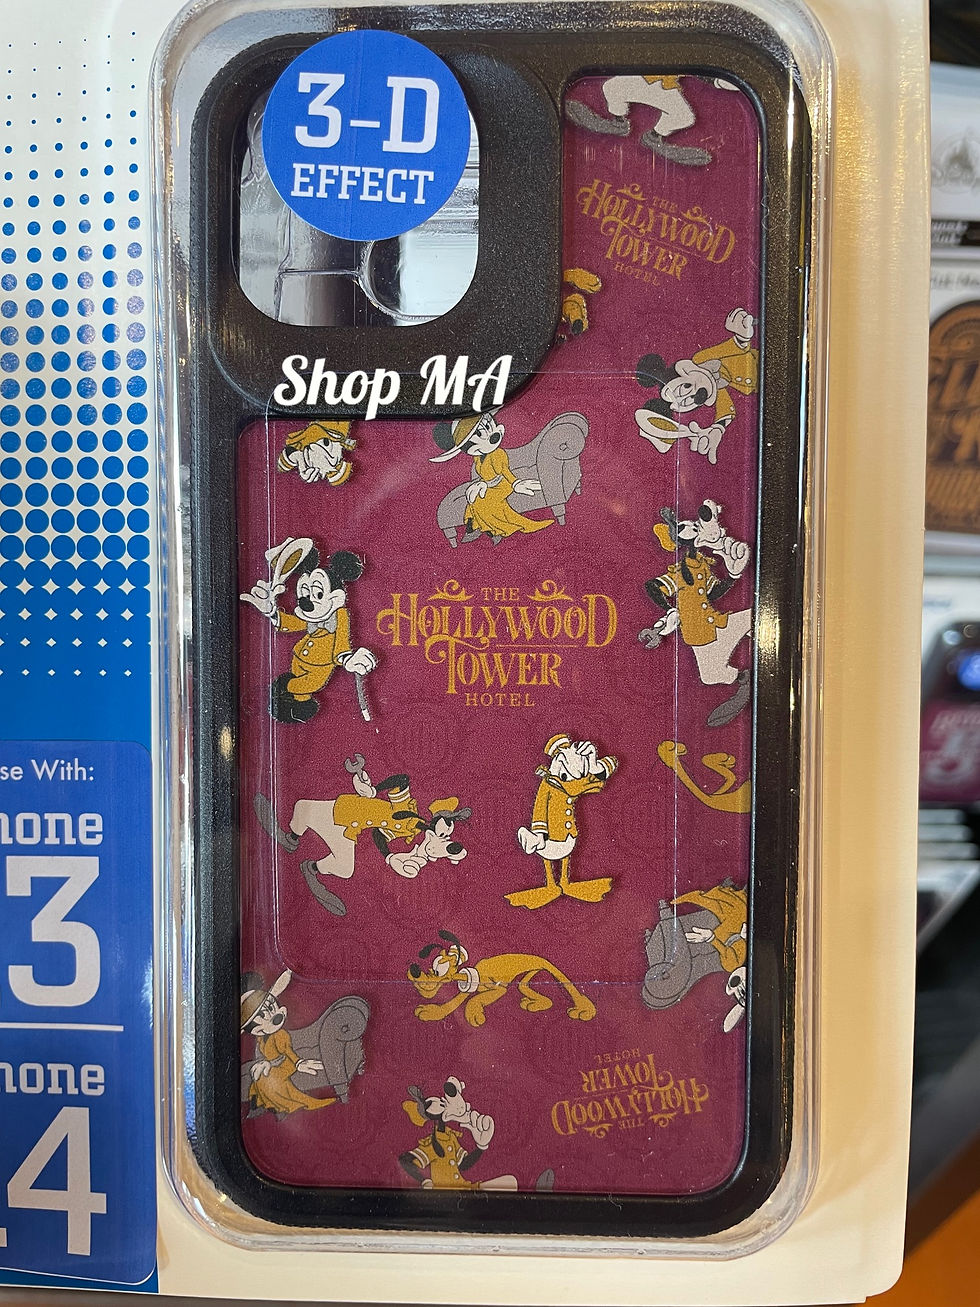 3-D
EFFECT
THE
HOLLYWOOD
TOWER
HOTEL
Shop MA
THE
HOLLYWOOD
TOWER
HOTEL
se With:
hone
3
hone
4
THE
HOLLYWOOD
TOWER
HOTEL